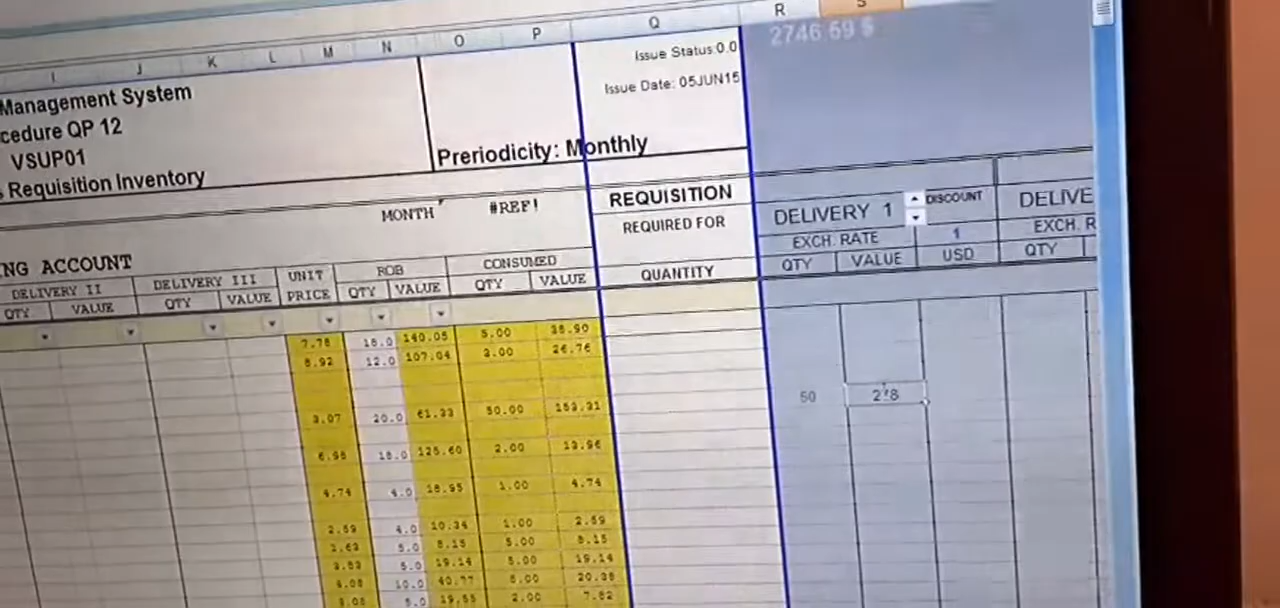 I J K L M N O P Q R S
2746 59 $
Issue Status:0.0
Issue Date: 05JUN15
Management System
cedure QP 12
VSUP01
Requisition Inventory
Preriodicity: Monthly
MONTH #REF!
REQUISITION
REQUIRED FOR
QUANTITY
DELIVERY 1 DISCOUNT
EXCH. RATE 1
QTY VALUE USD
DELIVE
EXCH. R
QTY
NG ACCOUNT
DELIVERY II DELIVERY III UNIT PRICE ROB CONSUMED
QTY VALUE QTY VALUE QTY VALUE QTY VALUE
7.78 18.0 140.05 5.00 38.90
8.92 12.0 107.04 3.00 26.76
50
3.07 20.0 61.33 50.00 153.31
6.98 18.0 125.60 2.00 13.96
4.74 4.0 18.95 1.00 4.74
2.59 4.0 10.34 1.00 2.59
1.63 5.0 8.15 5.00 8.15
3.83 5.0 19.14 5.00 19.14
4.08 10.0 40.77 5.00 20.38
5.0 19.55 2.00 7.82